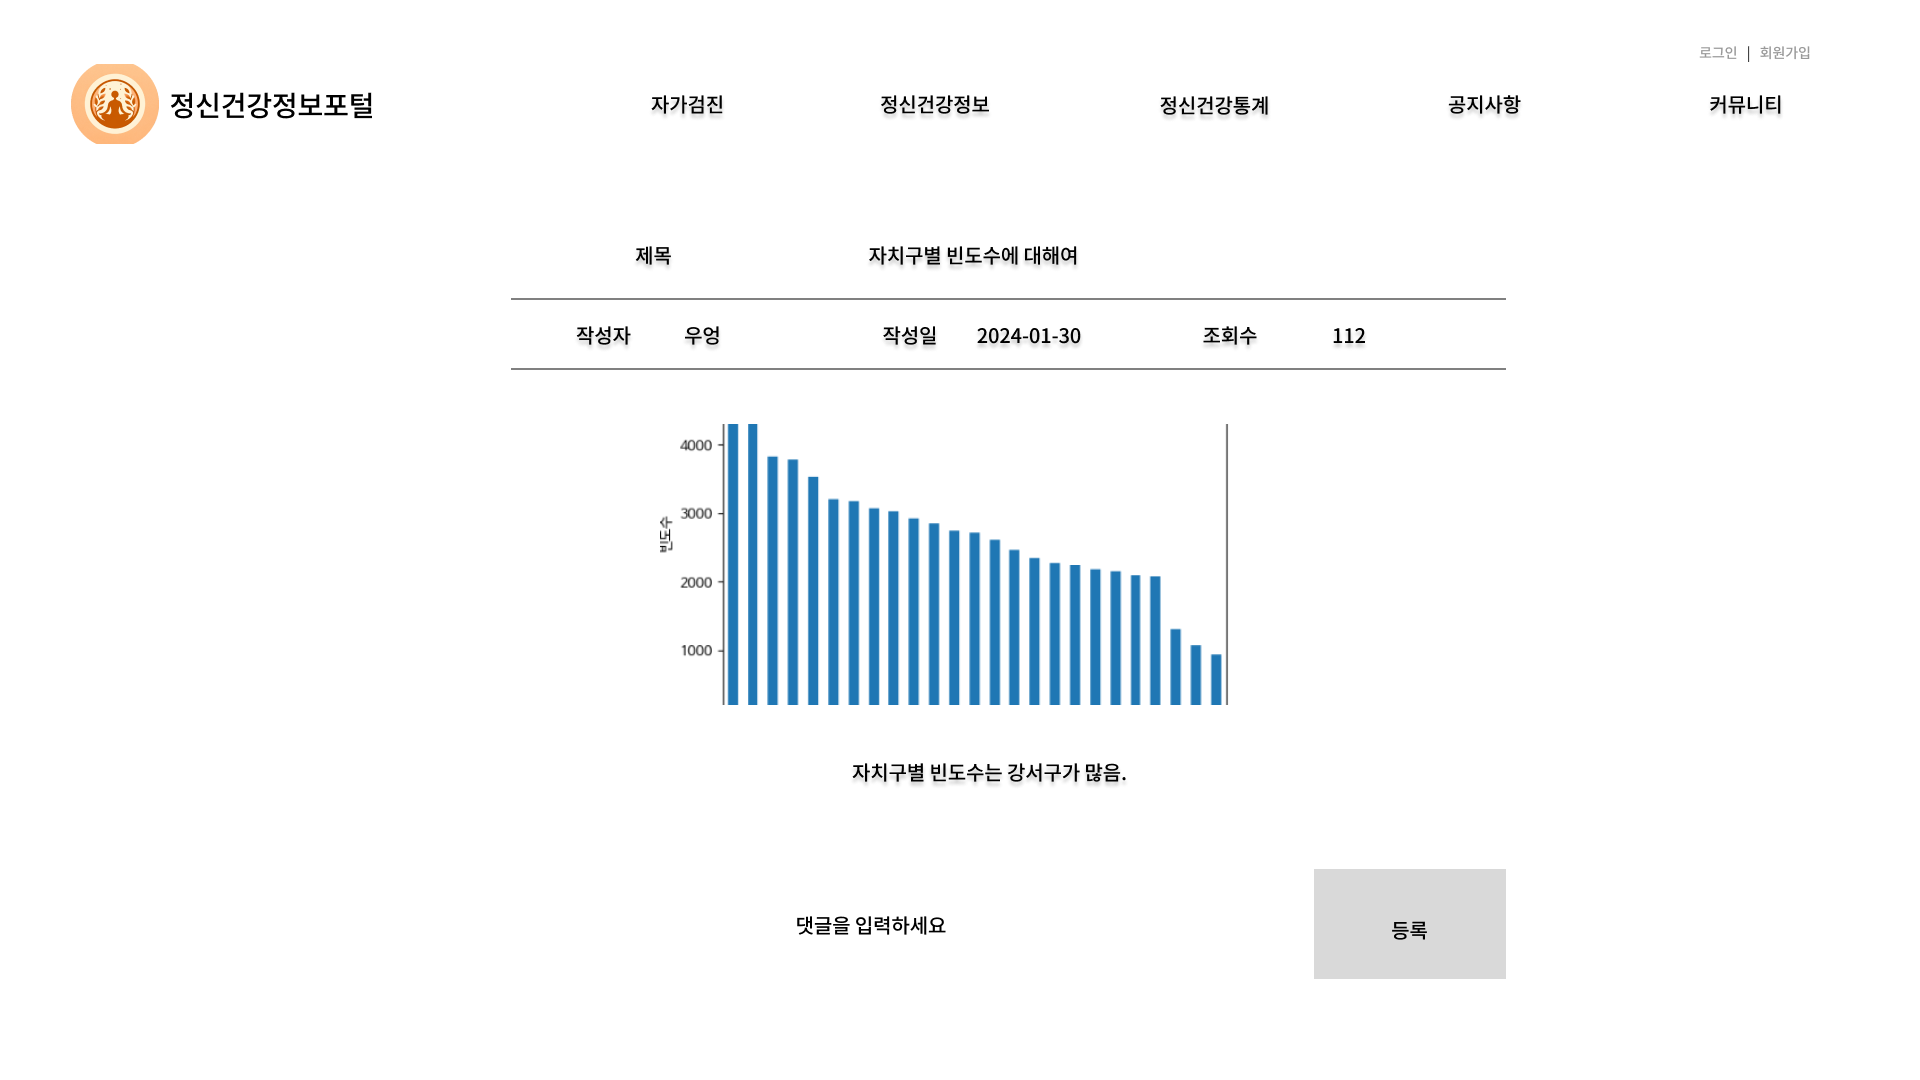 로그인 | 회원가입
정신건강정보포털
자가검진 정신건강정보 정신건강통계 공지사항 커뮤니티
제목 자치구별 빈도수에 대해여
작성자 우엉 작성일 2024-01-30 조회수 112
4000
3000
2000
1000
빈도수
자치구별 빈도수는 강서구가 많음.
댓글을 입력하세요
등록